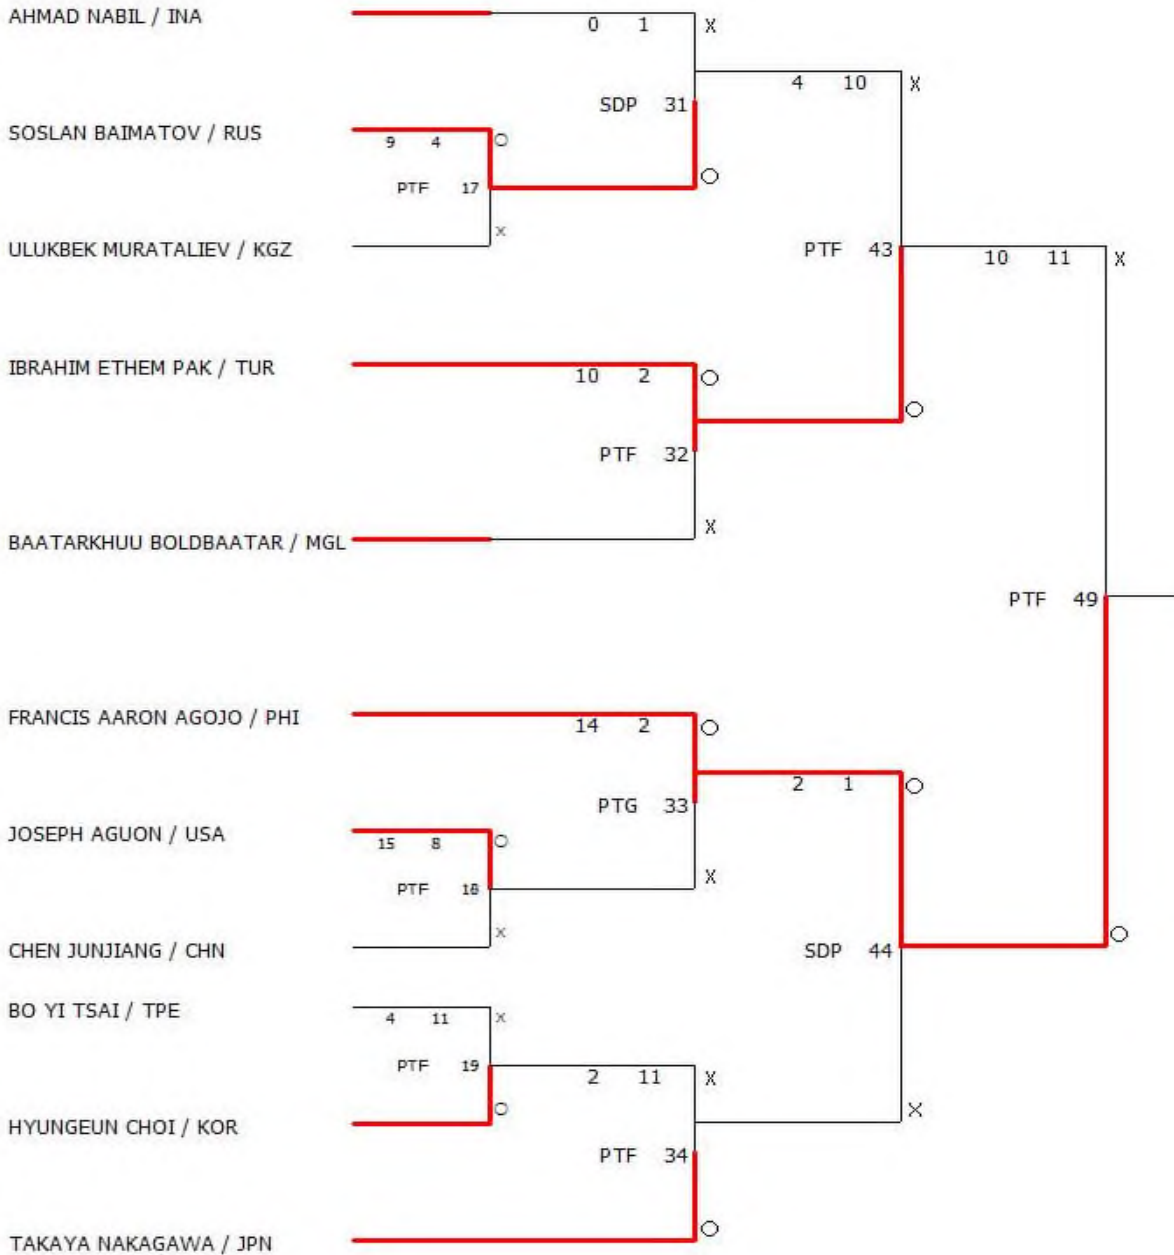 AHMAD NABIL / INA
0 1 X
4 10 X
SDP 31
SOSLAN BAIMATOV / RUS
9 4 O
O
PTF 17
X
ULUKBEK MURATALIEV / KGZ
PTF 43
10 11 X
IBRAHIM ETHEM PAK / TUR
10 2 O
O
PTF 32
X
BAATARKHUU BOLDBAATAR / MGL
PTF 49
FRANCIS AARON AGOJO / PHI
14 2 O
2 1 O
PTG 33
JOSEPH AGUON / USA
15 8 O
X
PTF 18
X
O
CHEN JUNJIANG / CHN
SDP 44
BO YI TSAI / TPE
4 11 X
PTF 19
2 11 X
O
X
HYUNGEUN CHOI / KOR
PTF 34
O
TAKAYA NAKAGAWA / JPN